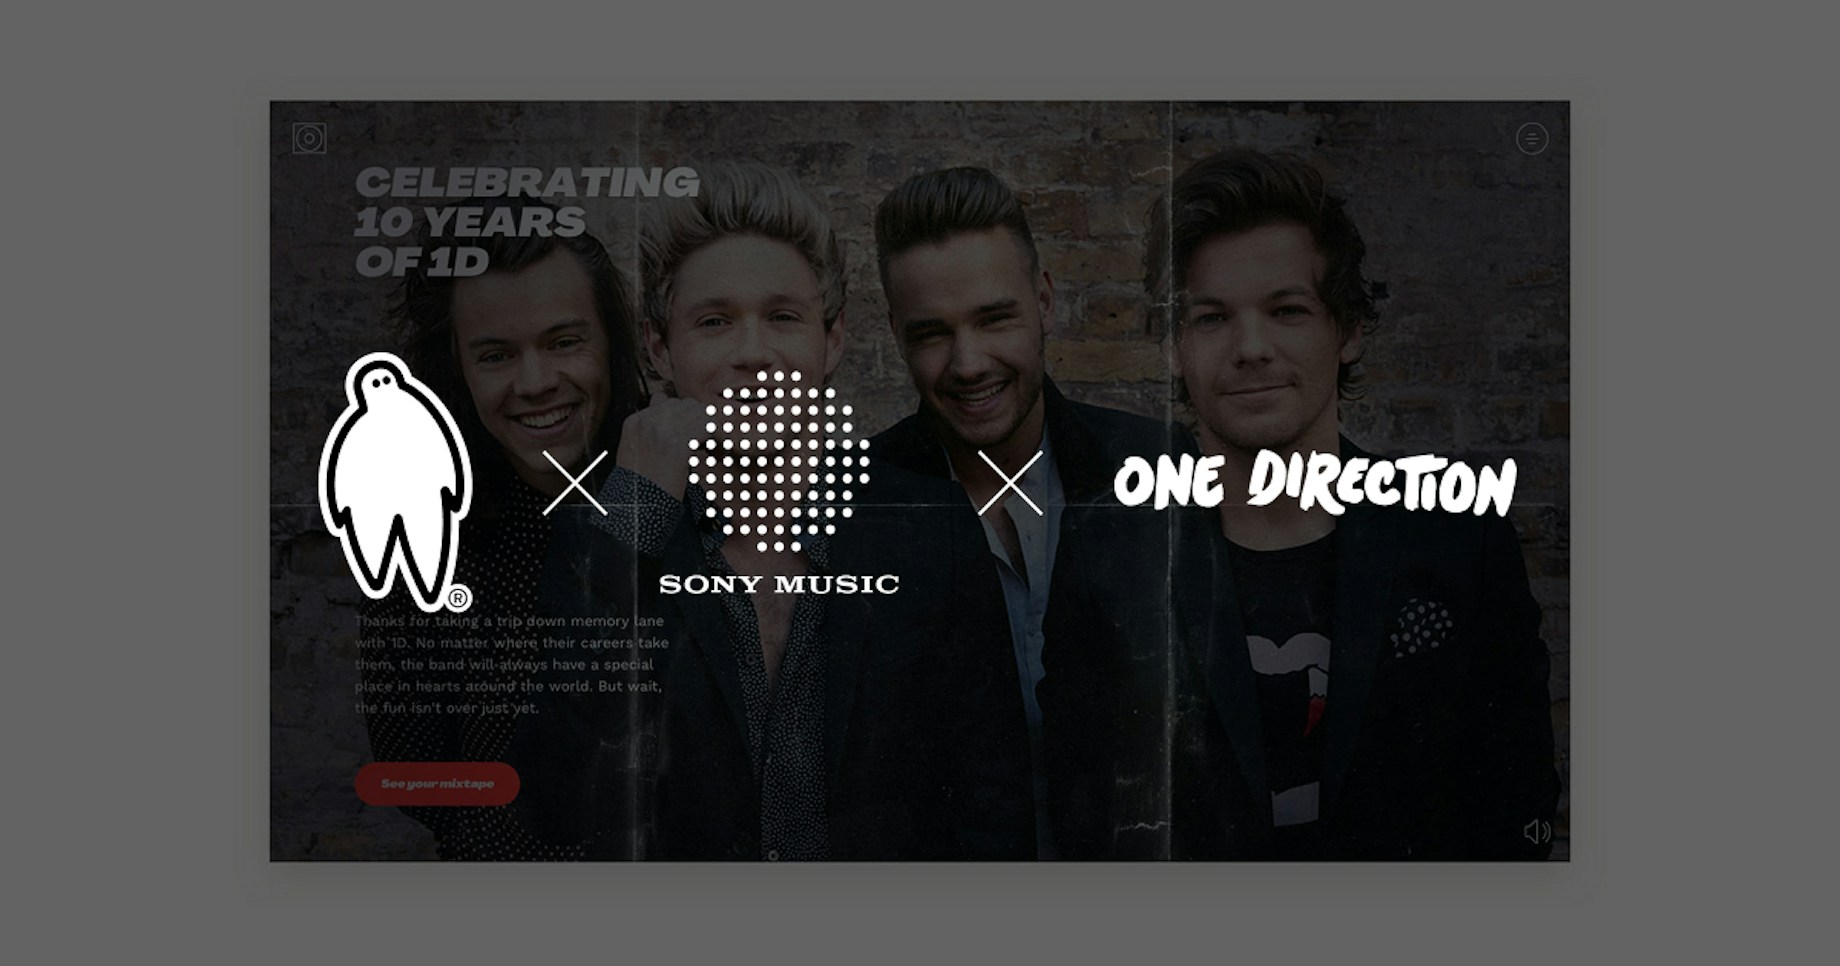 CELEBRATING
10 YEARS
OF 1D
SONY MUSIC
ONE DIRECTION
®
Thanks for taking a trip down memory lane
with 1D. No matter where their careers take
them, the band will always have a special
place in hearts around the world. But wait,
the fun isn't over just yet.
See your mixtape